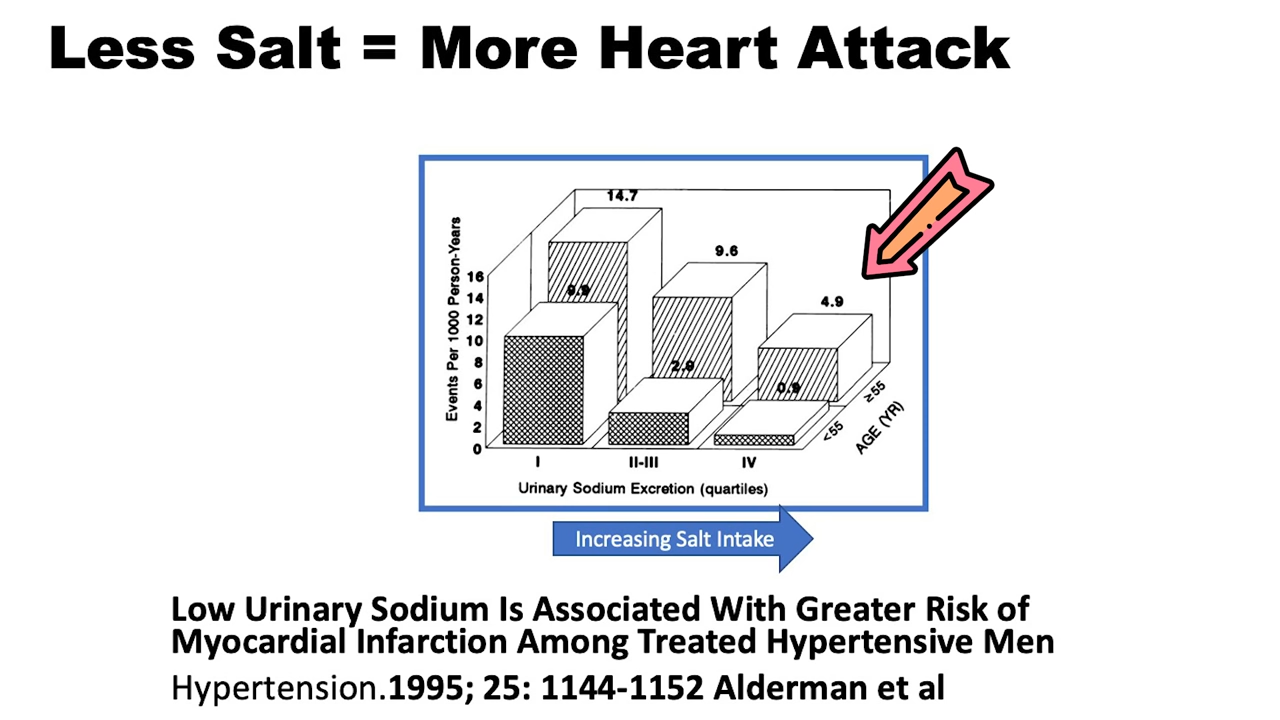 Less Salt = More Heart Attack
14.7
9.6
4.9
9.9
2.9
0.9
Events Per 1000 Person-Years
16
14
12
10
8
6
4
2
0
I
II-III
IV
<55
≥55
AGE (YR)
Urinary Sodium Excretion (quartiles)
Increasing Salt Intake
Low Urinary Sodium Is Associated With Greater Risk of
Myocardial Infarction Among Treated Hypertensive Men
Hypertension.1995; 25: 1144-1152 Alderman et al